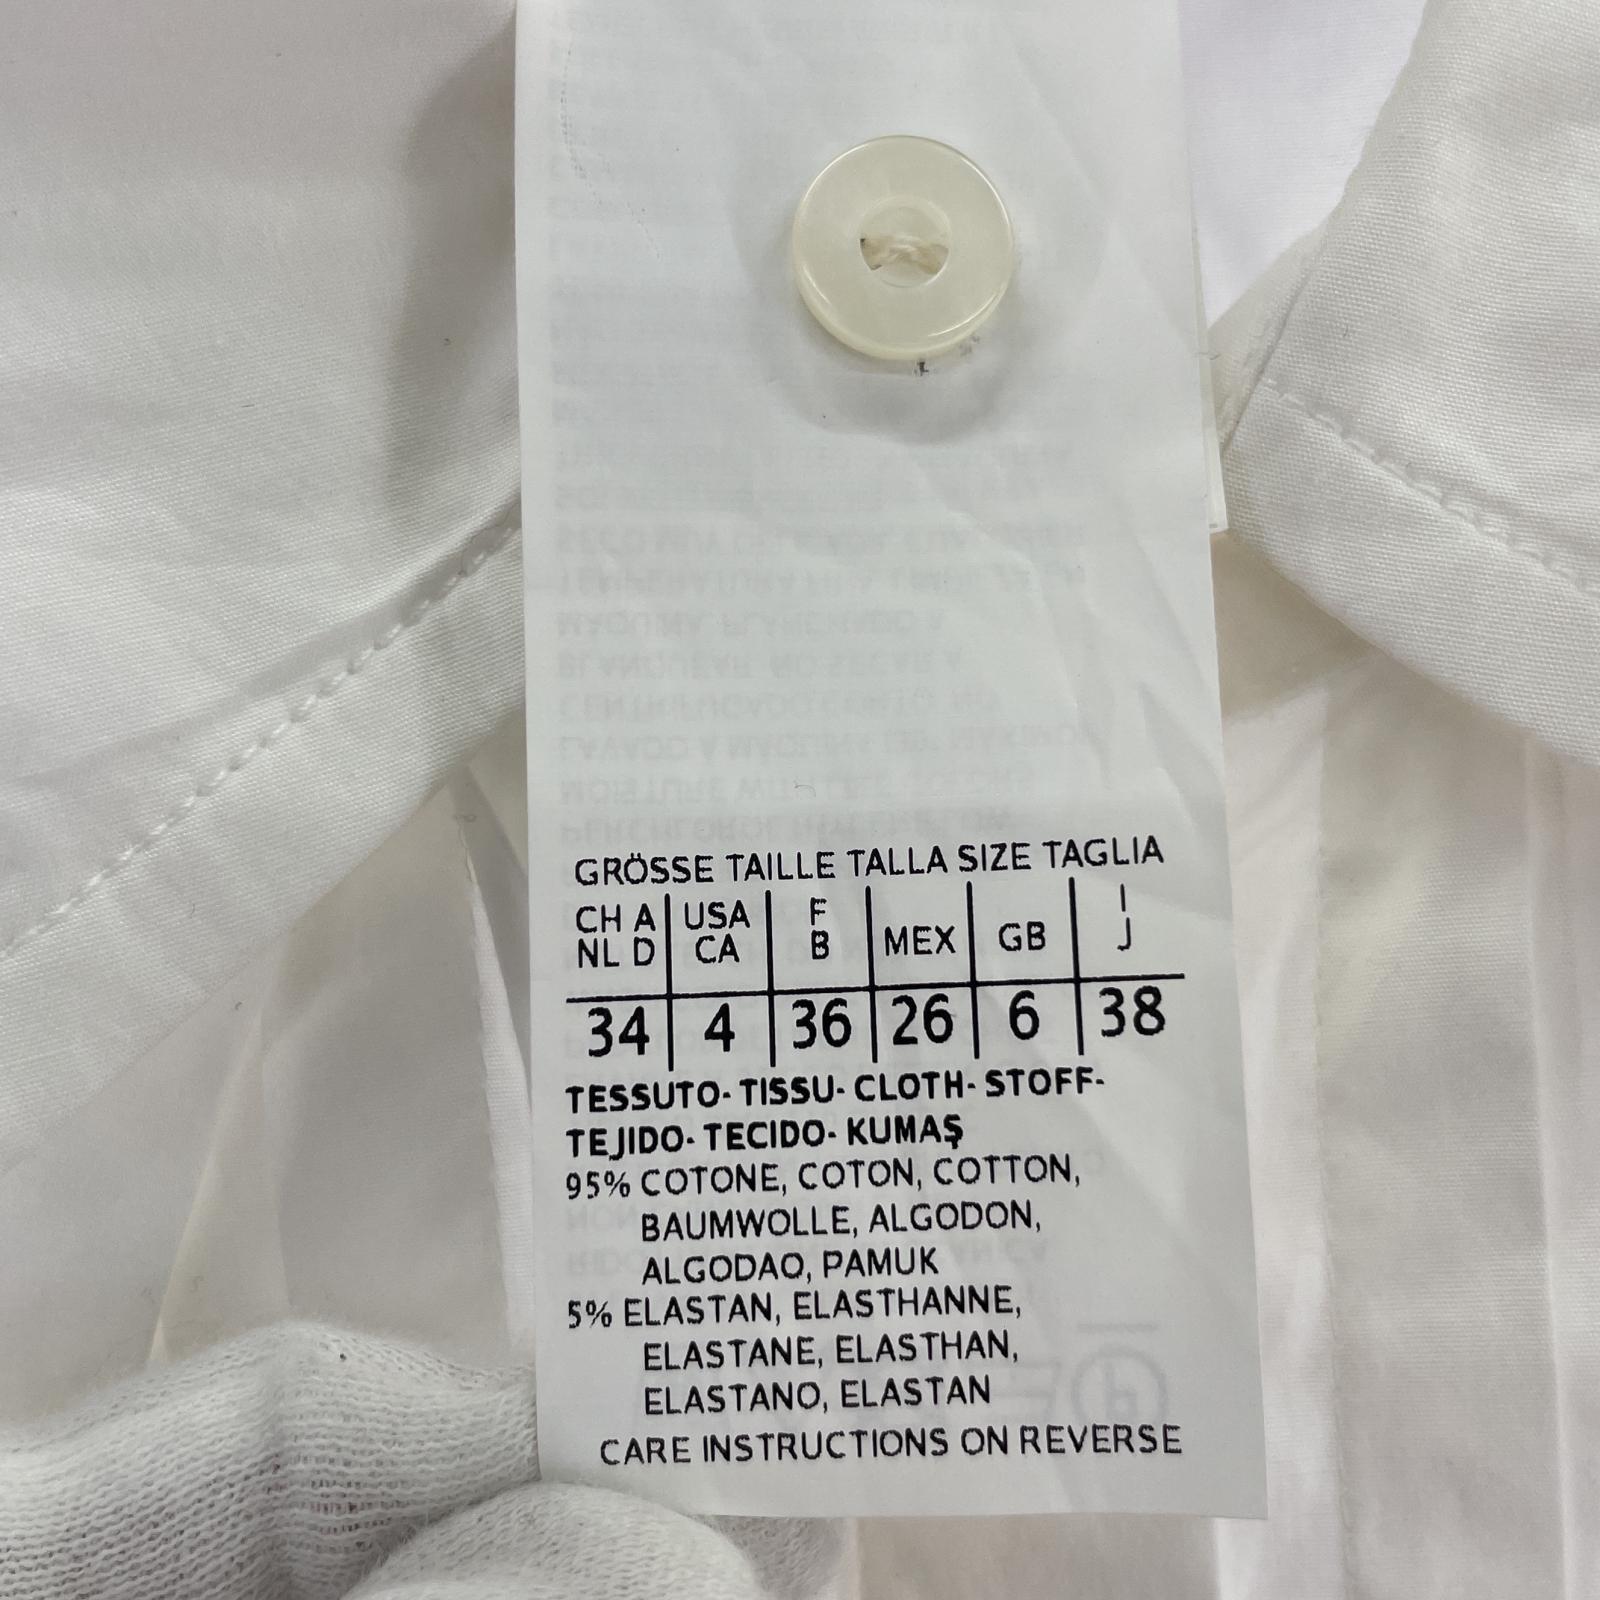 GRÖSSE TAILLE TALLA SIZE TAGLIA
CH A USA F MEX GB I
NL D CA B J
34 4 36 26 6 38
TESSUTO- TISSU- CLOTH- STOFF-
TEJIDO- TECIDO- KUMAŞ
95% COTONE, COTON, COTTON,
BAUMWOLLE, ALGODON,
ALGODAO, PAMUK
5% ELASTAN, ELASTHANNE,
ELASTANE, ELASTHAN,
ELASTANO, ELASTAN
CARE INSTRUCTIONS ON REVERSE